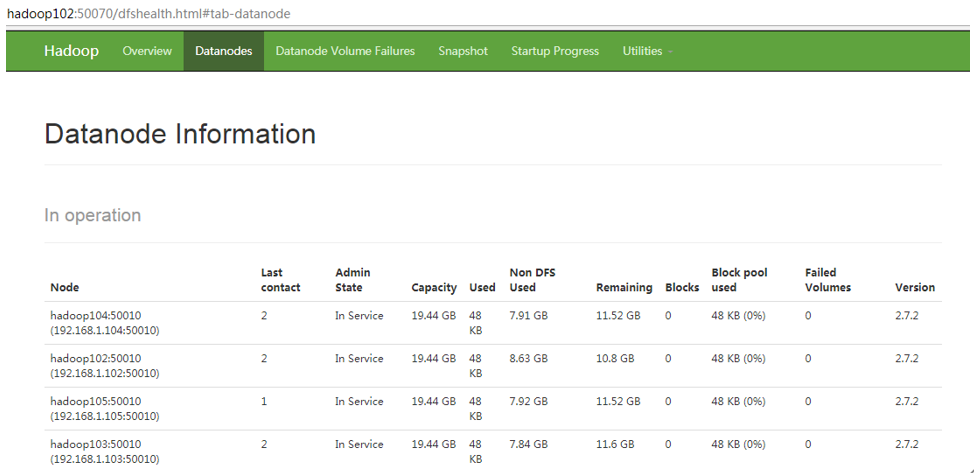 hadoop102:50070/dfshealth.html#tab-datanode
Hadoop Overview Datanodes Datanode Volume Failures Snapshot Startup Progress Utilities
Datanode Information
In operation
Node Last contact Admin State Capacity Used Non DFS Used Remaining Blocks Block pool used Failed Volumes Version
hadoop104:50010 (192.168.1.104:50010) 2 In Service 19.44 GB 48 KB 7.91 GB 11.52 GB 0 48 KB (0%) 0 2.7.2
hadoop102:50010 (192.168.1.102:50010) 2 In Service 19.44 GB 48 KB 8.63 GB 10.8 GB 0 48 KB (0%) 0 2.7.2
hadoop105:50010 (192.168.1.105:50010) 1 In Service 19.44 GB 48 KB 7.92 GB 11.52 GB 0 48 KB (0%) 0 2.7.2
hadoop103:50010 (192.168.1.103:50010) 2 In Service 19.44 GB 48 KB 7.84 GB 11.6 GB 0 48 KB (0%) 0 2.7.2